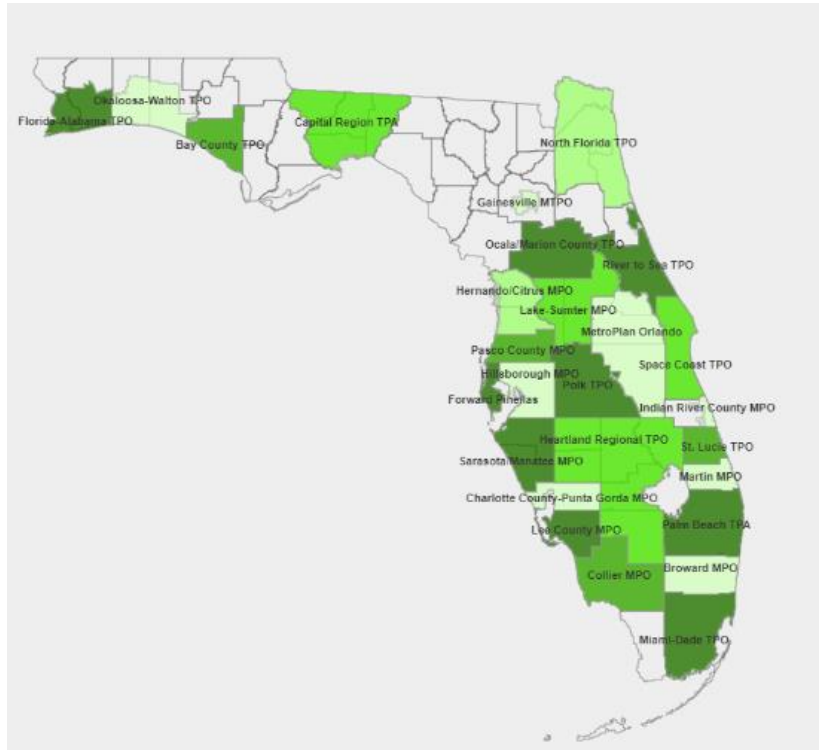 Okaloosa-Walton TPO
Florida-Alabama TPO
Capital Region TPA
Bay County TPO
North Florida TPO
Gainesville MTPO
Ocala/Marion County TPO
River to Sea TPO
Hernando/Citrus MPO
Lake-Sumter MPO
MetroPlan Orlando
Pasco County MPO
Space Coast TPO
Hillsborough MPO
Polk TPO
Forward Pinellas
Indian River County MPO
Heartland Regional TPO
St. Lucie TPO
Sarasota/Manatee MPO
Martin MPO
Charlotte County-Punta Gorda MPO
Lee County MPO
Palm Beach TPA
Broward MPO
Collier MPO
Miami-Dade TPO